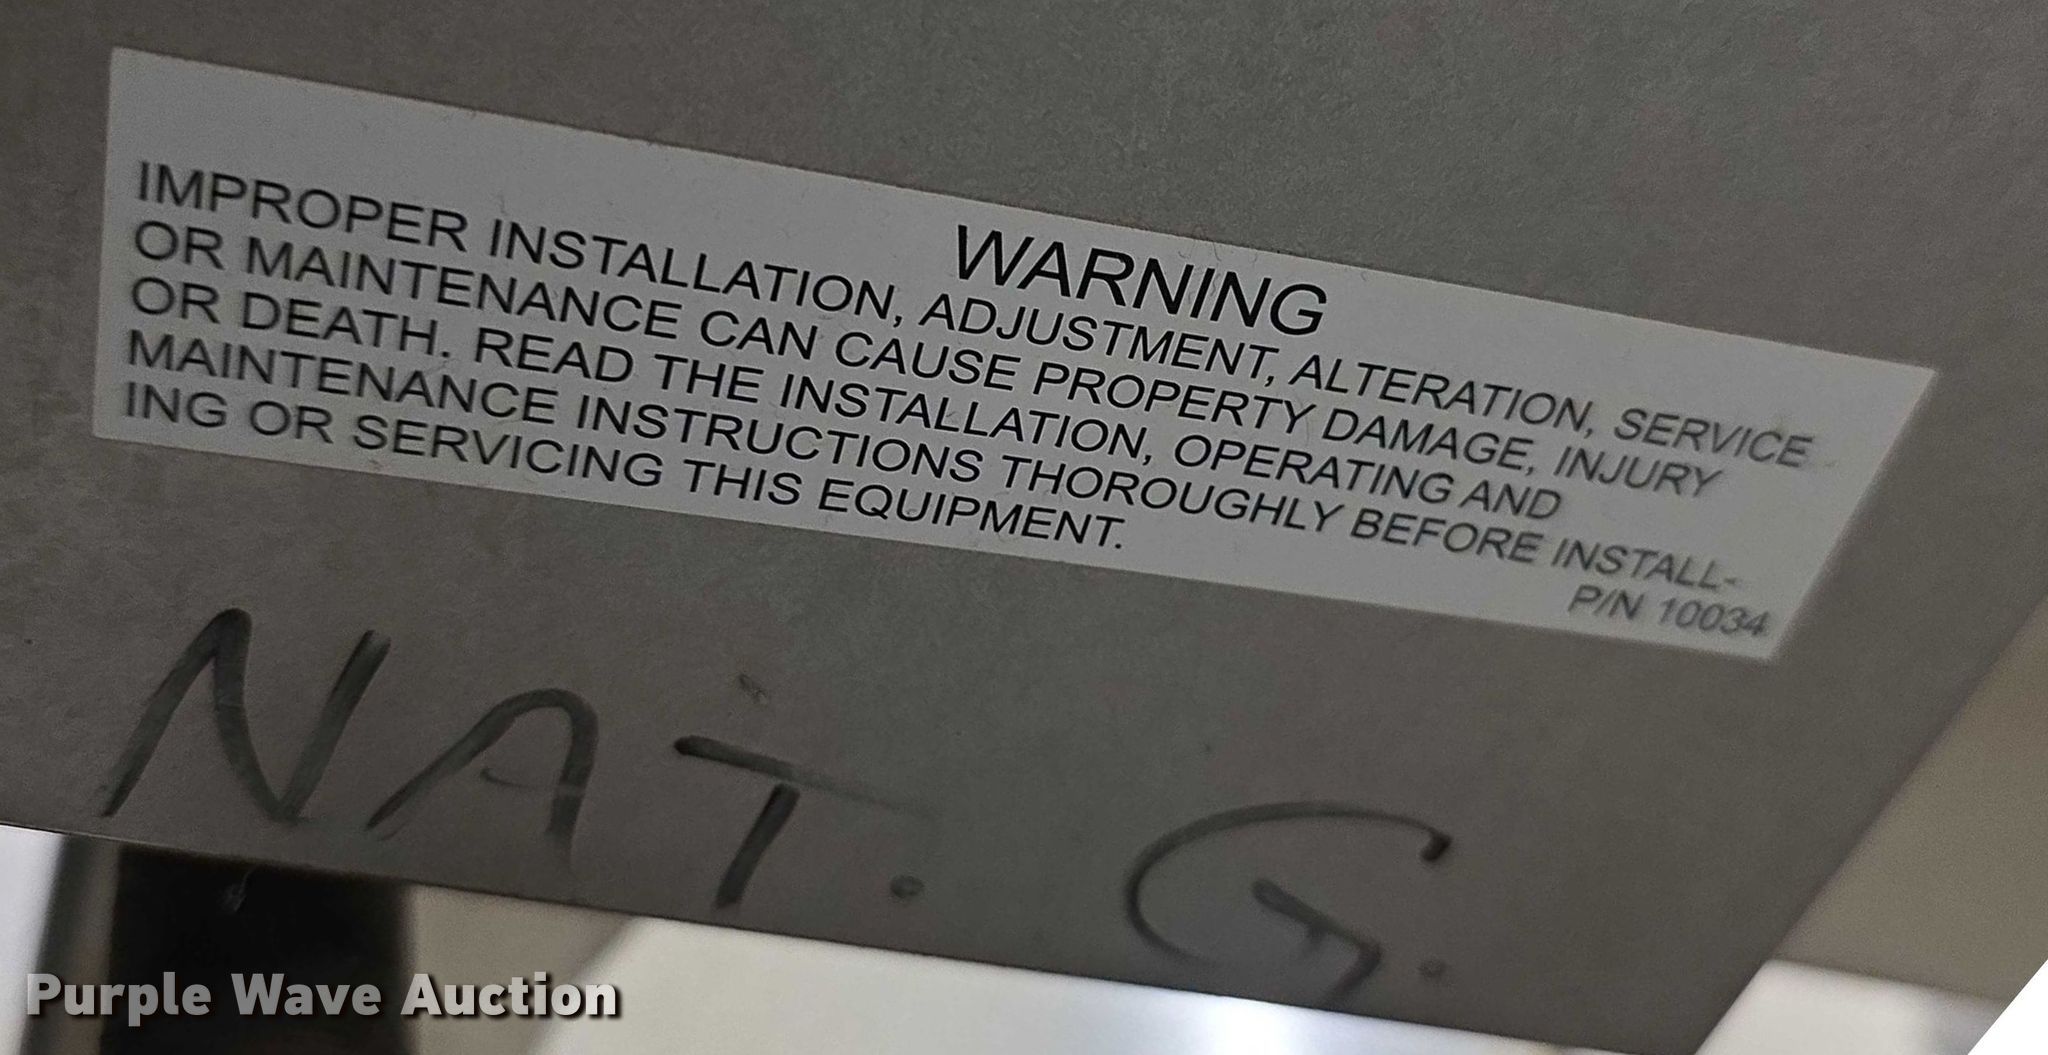 WARNING
IMPROPER INSTALLATION, ADJUSTMENT, ALTERATION, SERVICE
OR MAINTENANCE CAN CAUSE PROPERTY DAMAGE, INJURY
OR DEATH. READ THE INSTALLATION, OPERATING AND
MAINTENANCE INSTRUCTIONS THOROUGHLY BEFORE INSTALL-
ING OR SERVICING THIS EQUIPMENT.
P/N 10034
NAT. G.
Purple Wave Auction